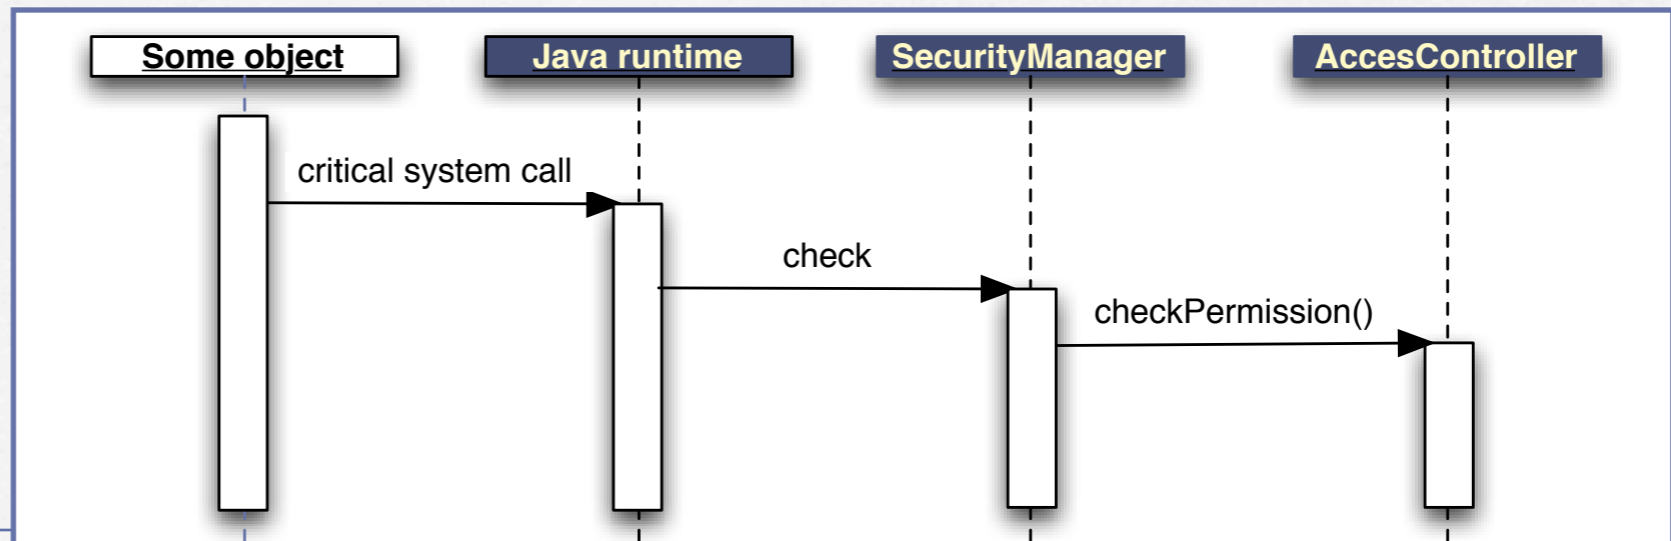 Some object
Java runtime
SecurityManager
AccesController
critical system call
check
checkPermission()